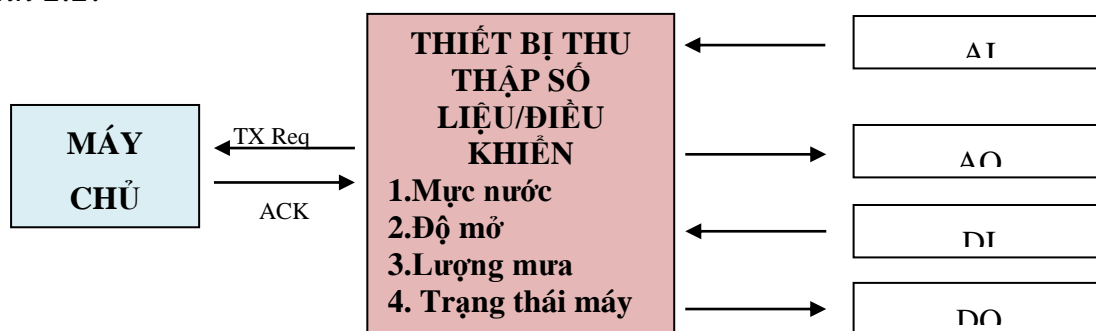 MÁY
CHỦ
TX Req
ACK
THIẾT BỊ THU
THẬP SỐ
LIỆU/ĐIỀU
KHIỂN
1.Mực nước
2.Độ mở
3.Lượng mưa
4. Trạng thái máy
AI
AO
DI
DO